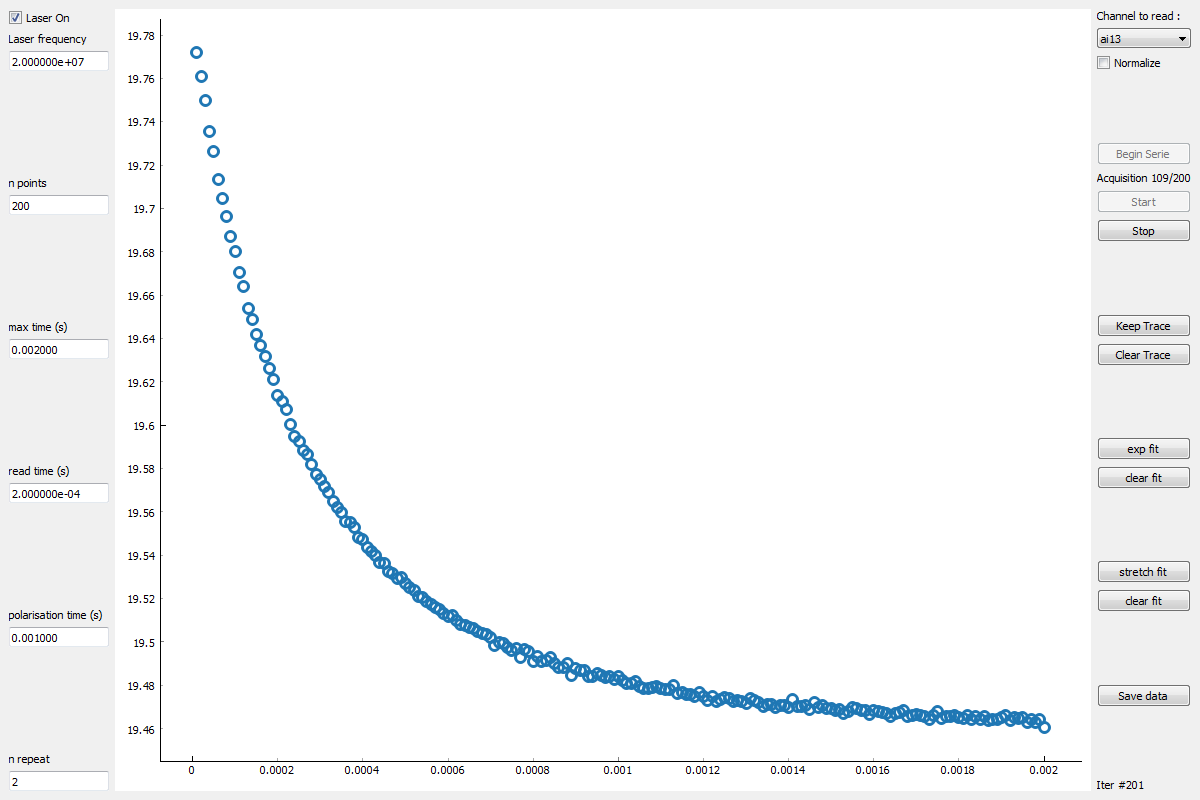 Laser On
Laser frequency
2.000000e+07
n points
200
max time (s)
0.002000
read time (s)
2.000000e-04
polarisation time (s)
0.001000
n repeat
2
19.78
19.76
19.74
19.72
19.7
19.68
19.66
19.64
19.62
19.6
19.58
19.56
19.54
19.52
19.5
19.48
19.46
0 0.0002 0.0004 0.0006 0.0008 0.001 0.0012 0.0014 0.0016 0.0018 0.002
Channel to read :
ai13
Normalize
Begin Serie
Acquisition 109/200
Start
Stop
Keep Trace
Clear Trace
exp fit
clear fit
stretch fit
clear fit
Save data
Iter #201